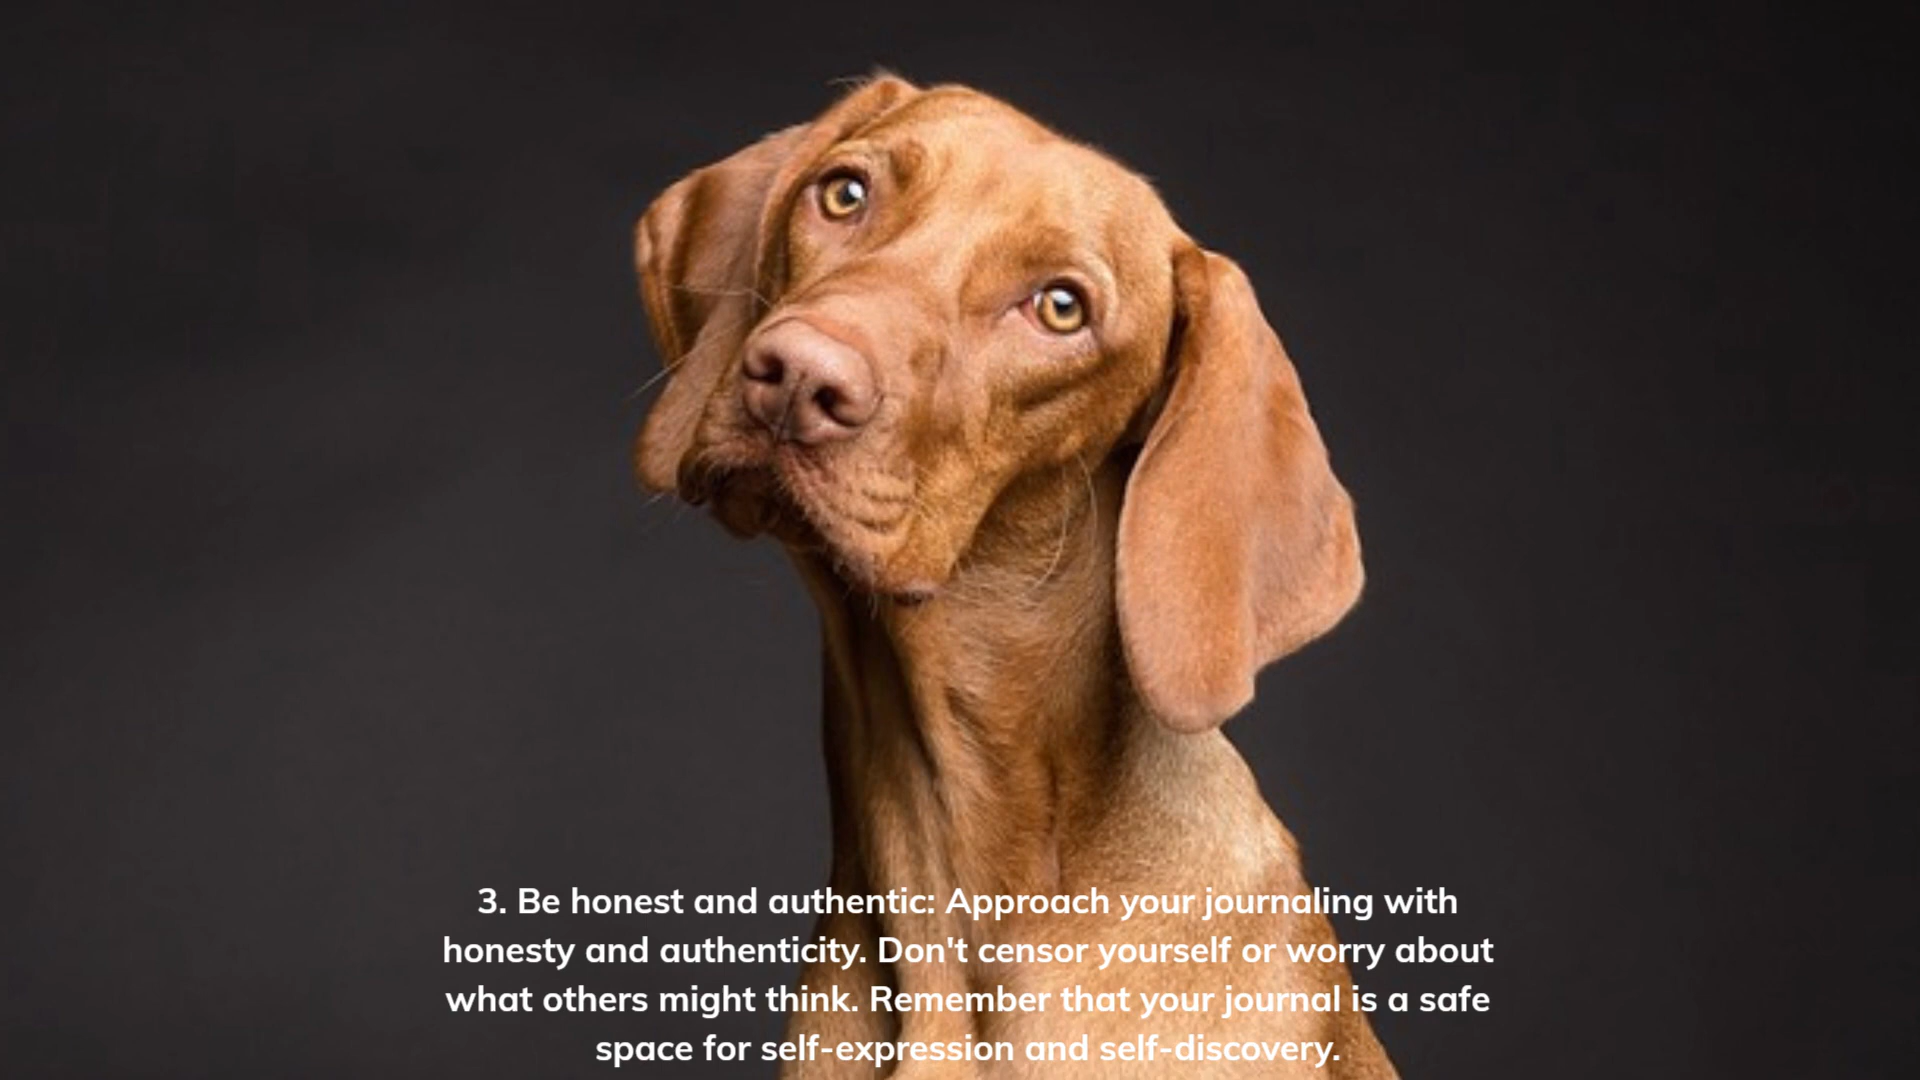 3. Be honest and authentic: Approach your journaling with
honesty and authenticity. Don't censor yourself or worry about
what others might think. Remember that your journal is a safe
space for self-expression and self-discovery.